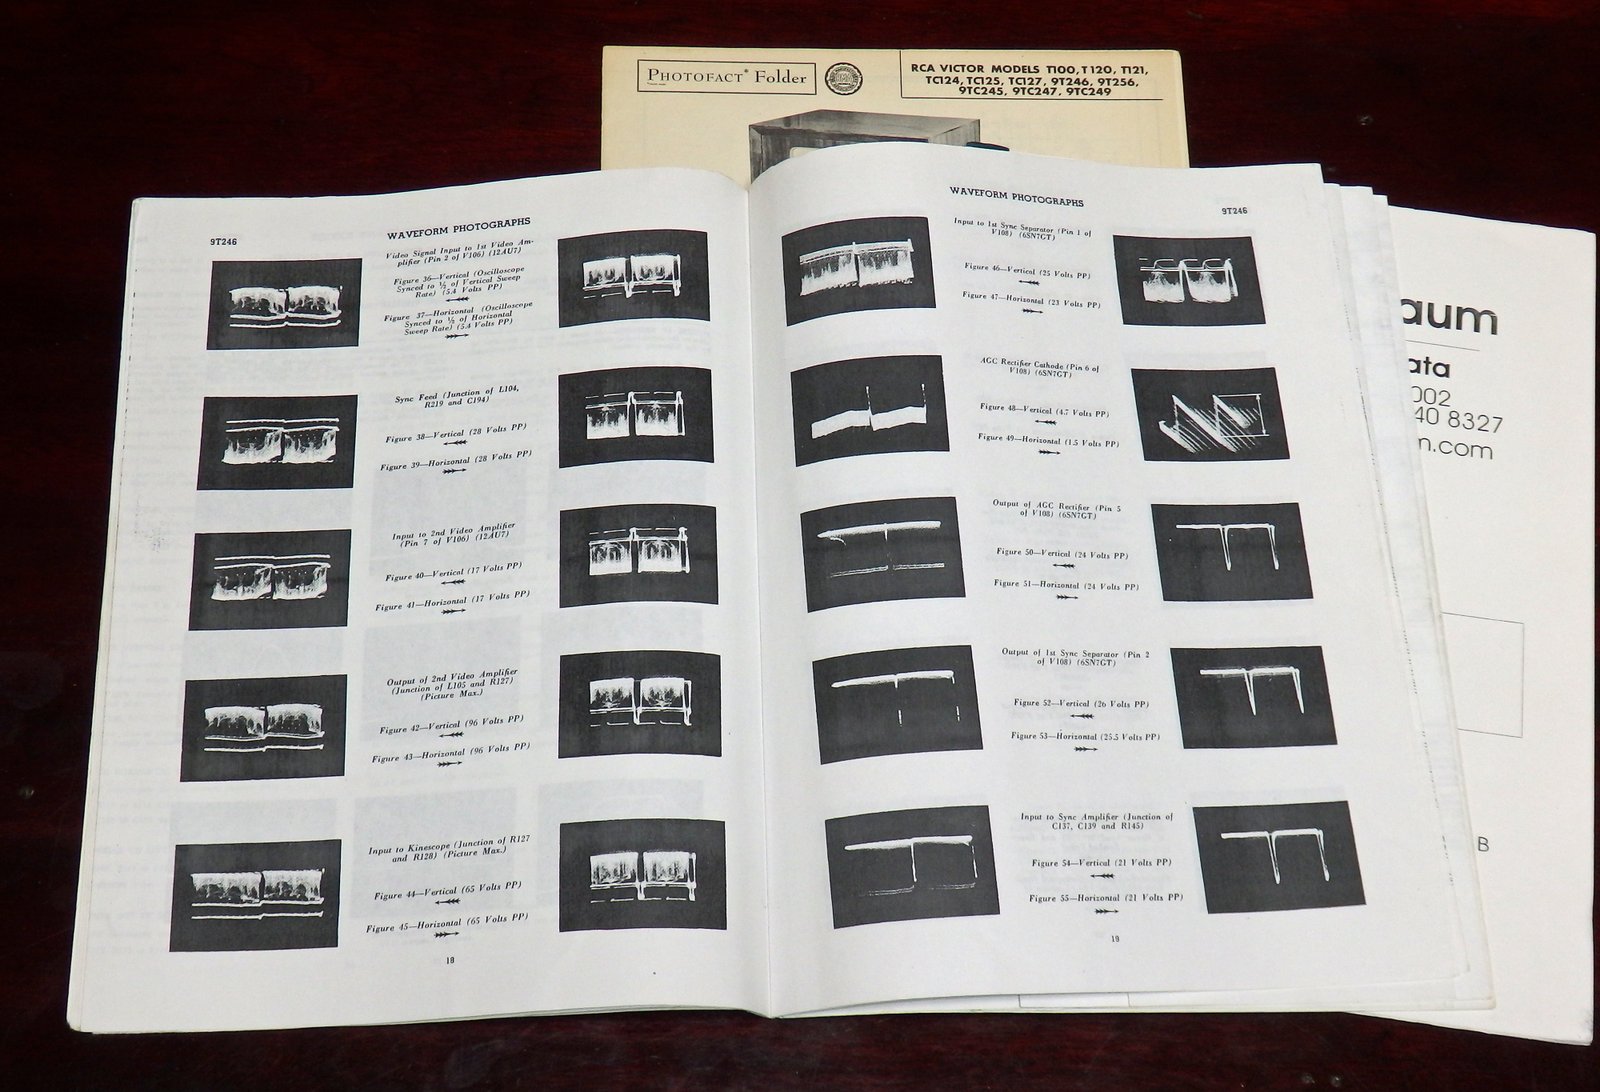 PHOTOFACT® Folder
RCA VICTOR MODELS T100, T120, T121,
TC124, TC125, TC127, 9T246, 9T256,
9TC245, 9TC247, 9TC249
9T246
WAVEFORM PHOTOGRAPHS
Video Signal Input to 1st Video Am-
plifier (Pin 2 of V106) (12AU7)
Figure 36—Vertical (Oscilloscope
Synced to ½ of Vertical Sweep
Rate) (5.4 Volts PP)
Figure 37—Horizontal (Oscilloscope
Synced to ½ of Horizontal
Sweep Rate) (5.4 Volts PP)
Sync Feed (Junction of L104,
R219 and C194)
Figure 38—Vertical (28 Volts PP)
Figure 39—Horizontal (28 Volts PP)
Input to 2nd Video Amplifier
(Pin 7 of V106) (12AU7)
Figure 40—Vertical (17 Volts PP)
Figure 41—Horizontal (17 Volts PP)
Output of 2nd Video Amplifier
(Junction of L105 and R127)
(Picture Max.)
Figure 42—Vertical (96 Volts PP)
Figure 43—Horizontal (96 Volts PP)
Input to Kinescope (Junction of R127
and R128) (Picture Max.)
Figure 44—Vertical (65 Volts PP)
Figure 45—Horizontal (65 Volts PP)
18
WAVEFORM PHOTOGRAPHS
9T246
Input to 1st Sync Separator (Pin 1 of
V108) (6SN7GT)
Figure 46—Vertical (25 Volts PP)
Figure 47—Horizontal (23 Volts PP)
AGC Rectifier Cathode (Pin 6 of
V108) (6SN7GT)
Figure 48—Vertical (4.7 Volts PP)
Figure 49—Horizontal (1.5 Volts PP)
Output of AGC Rectifier (Pin 5
of V108) (6SN7GT)
Figure 50—Vertical (24 Volts PP)
Figure 51—Horizontal (24 Volts PP)
Output of 1st Sync Separator (Pin 2
of V108) (6SN7GT)
Figure 52—Vertical (26 Volts PP)
Figure 53—Horizontal (25.5 Volts PP)
Input to Sync Amplifier (Junction of
C137, C139 and R145)
Figure 54—Vertical (21 Volts PP)
Figure 55—Horizontal (21 Volts PP)
19
aum
ata
002
40 8327
n.com
B